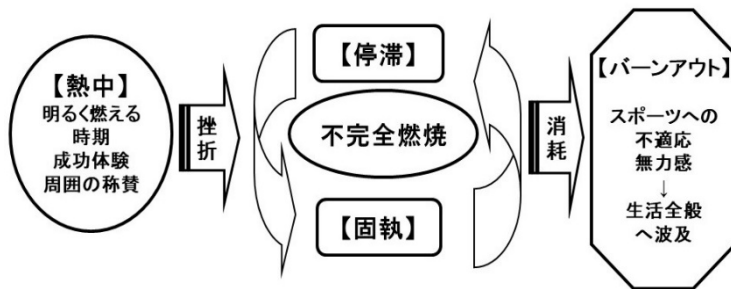 【熱中】
明るく燃える
時期
成功体験
周囲の称賛
挫折
【停滞】
不完全燃焼
【固執】
消耗
【バーンアウト】
スポーツへの
不適応
無力感
↓
生活全般
へ波及